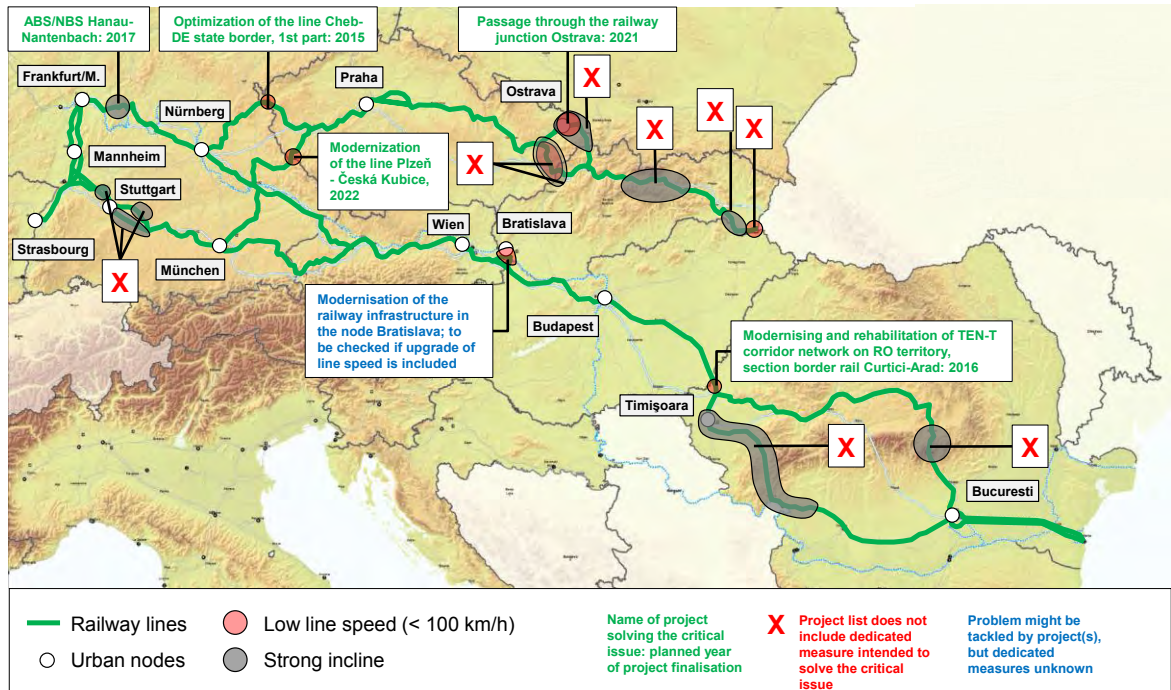 ABS/NBS Hanau-
Nantenbach: 2017
Optimization of the line Cheb-
DE state border, 1st part: 2015
Passage through the railway
junction Ostrava: 2021
Frankfurt/M.
Praha
Ostrava
X
X
X
X
Nürnberg
Mannheim
Modernization
of the line Plzeň
- Česká Kubice,
2022
X
Stuttgart
Strasbourg
X
München
Wien
Bratislava
Modernisation of the
railway infrastructure in
the node Bratislava; to
be checked if upgrade of
line speed is included
Budapest
Modernising and rehabilitation of TEN-T
corridor network on RO territory,
section border rail Curtici-Arad: 2016
Timişoara
X
X
Bucuresti
Railway lines
Urban nodes
Low line speed (< 100 km/h)
Strong incline
Name of project
solving the critical
issue: planned year
of project finalisation
X
Project list does not
include dedicated
measure intended to
solve the critical
issue
Problem might be
tackled by project(s),
but dedicated
measures unknown